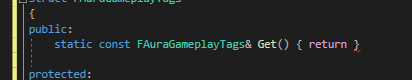 struct FAuraGameplayTags
{
public:
static const FAuraGameplayTags& Get() { return }
protected: